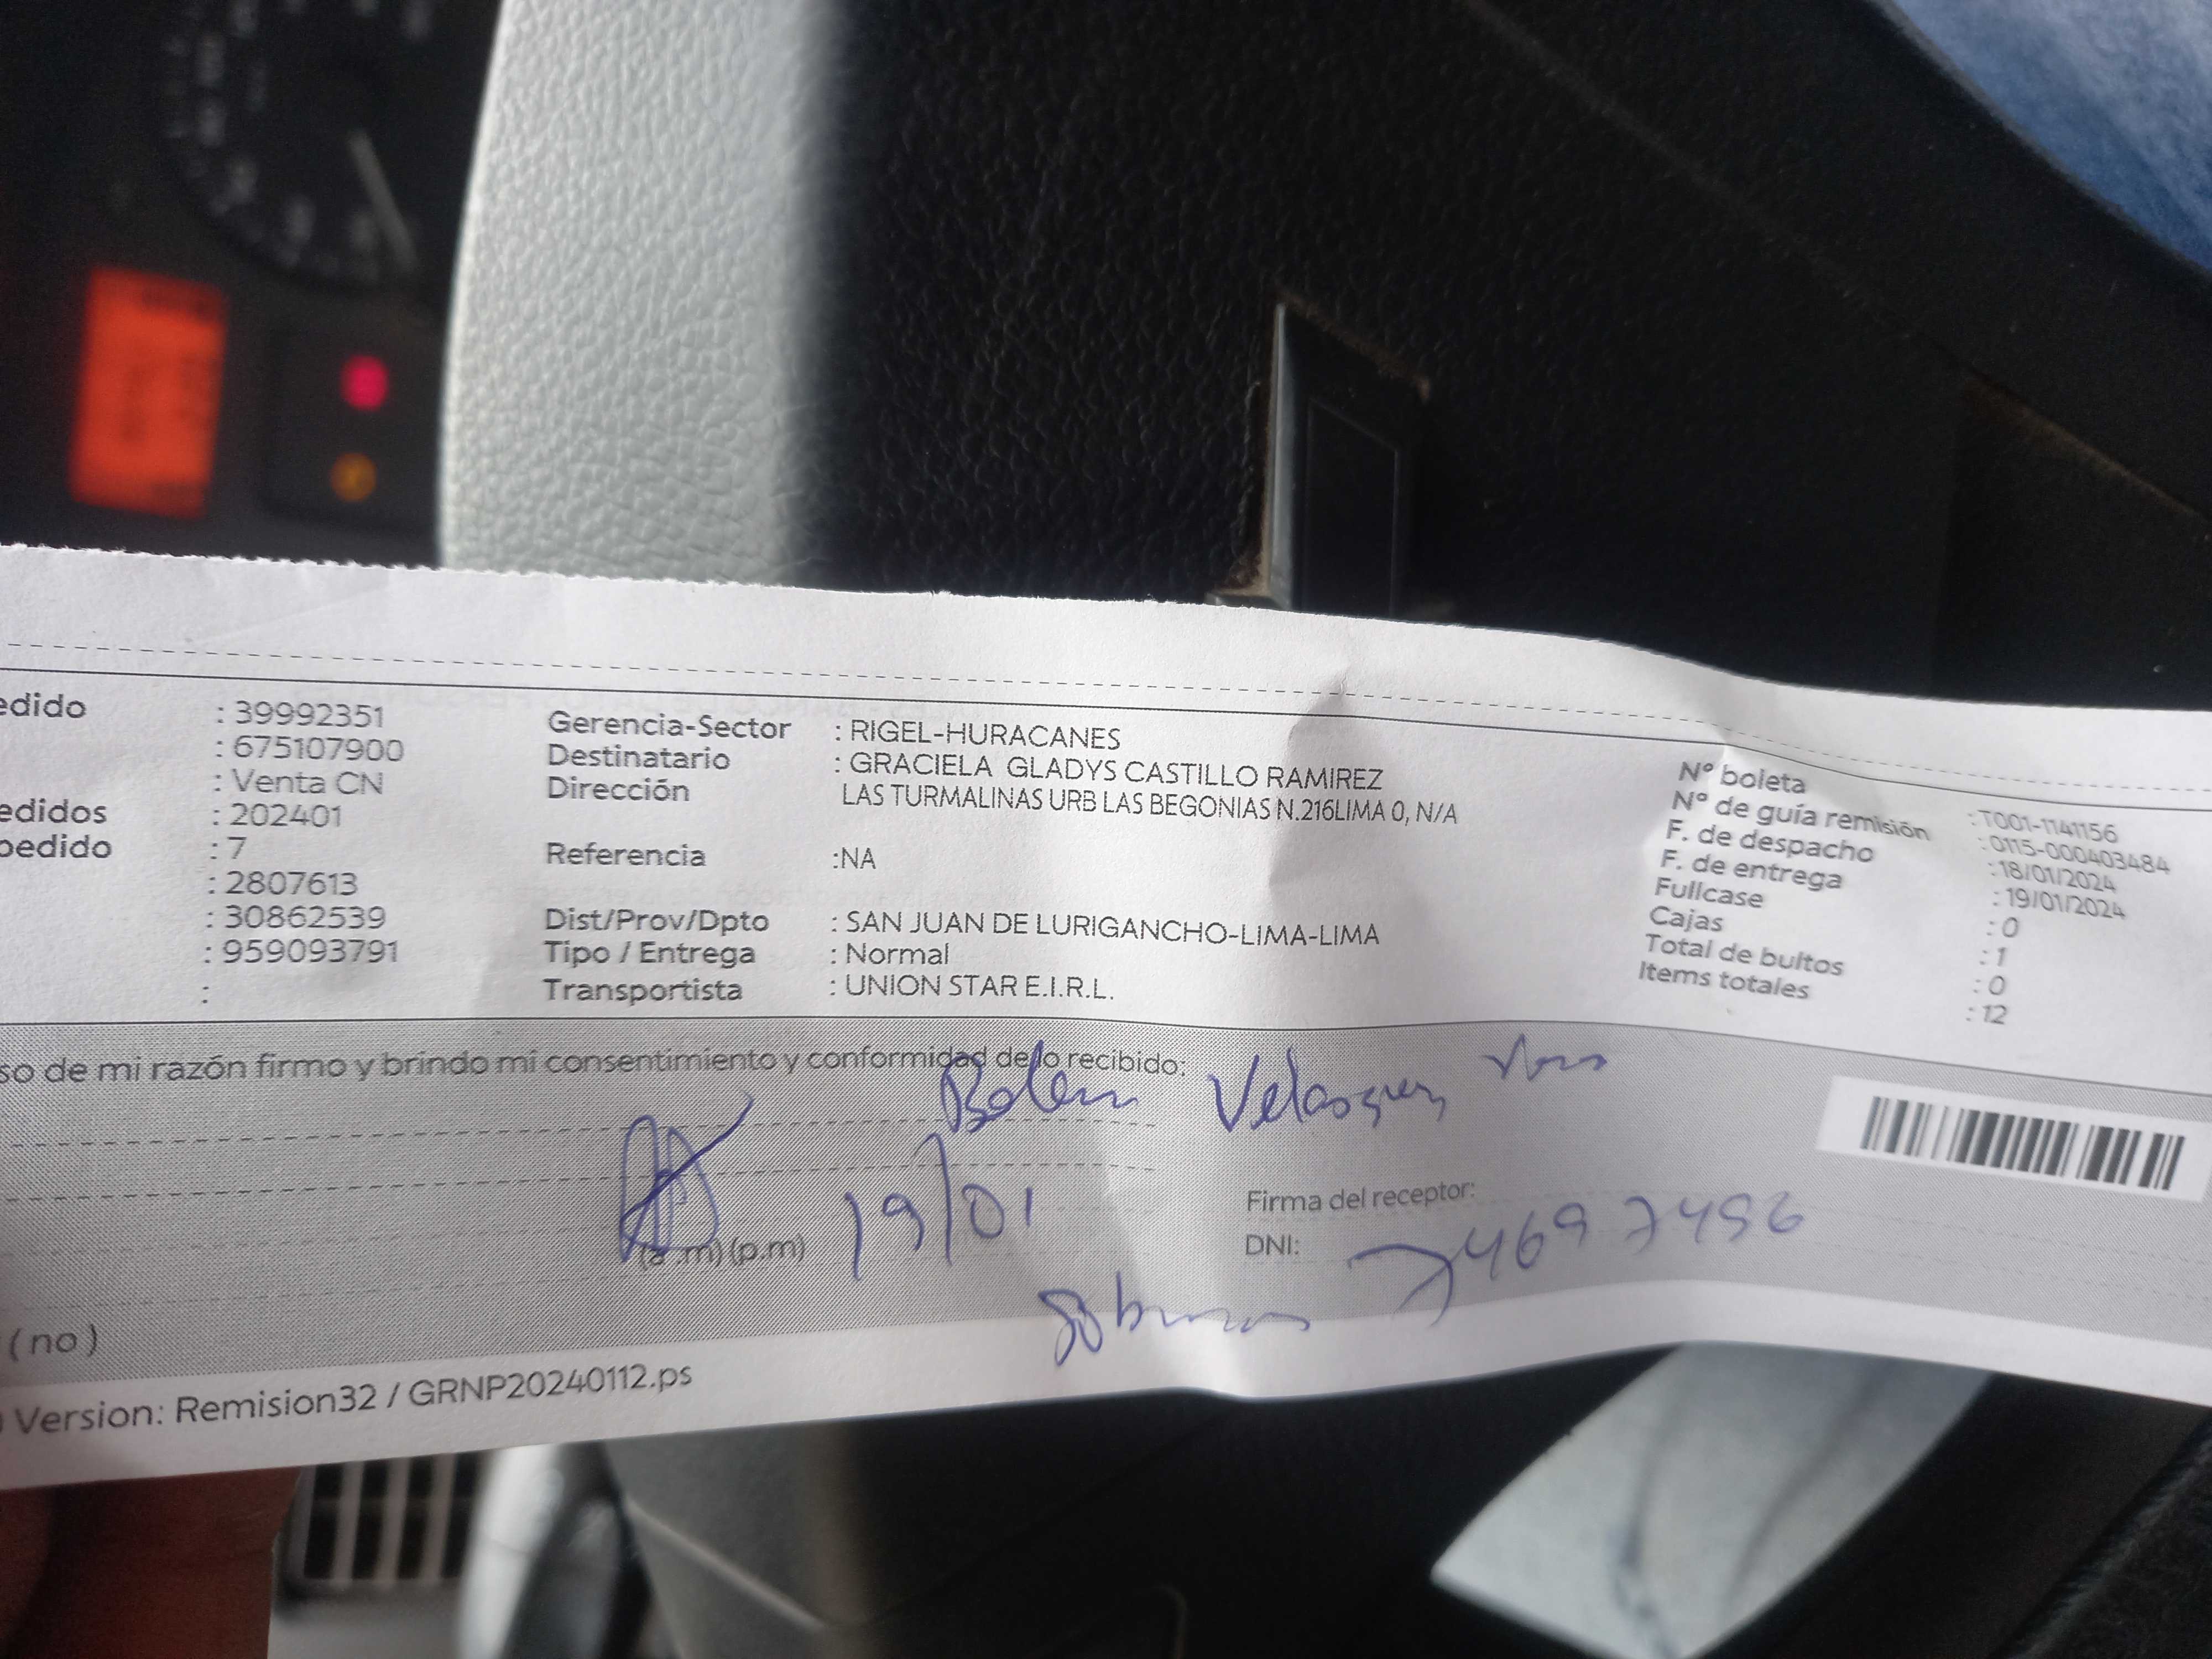 edido : 39992351
: 675107900
: Venta CN
edidos : 202401
pedido : 7
: 2807613
: 30862539
: 959093791
:
Gerencia-Sector : RIGEL-HURACANES
Destinatario : GRACIELA GLADYS CASTILLO RAMIREZ
Dirección LAS TURMALINAS URB LAS BEGONIAS N.216LIMA 0, N/A
Referencia :NA
Dist/Prov/Dpto : SAN JUAN DE LURIGANCHO-LIMA-LIMA
Tipo / Entrega : Normal
Transportista : UNION STAR E.I.R.L.
N° boleta : T001-1141156
N° de guía remisión : 0115-000403484
F. de despacho : 18/01/2024
F. de entrega : 19/01/2024
Fullcase : 0
Cajas : 1
Total de bultos : 0
Items totales : 12
so de mi razón firmo y brindo mi consentimiento y conformidad de lo recibido:
Belen Velasquez
(a.m) (p.m) 19/01
Firma del receptor:
DNI: 74697496
(no)
Version: Remision32 / GRNP20240112.ps